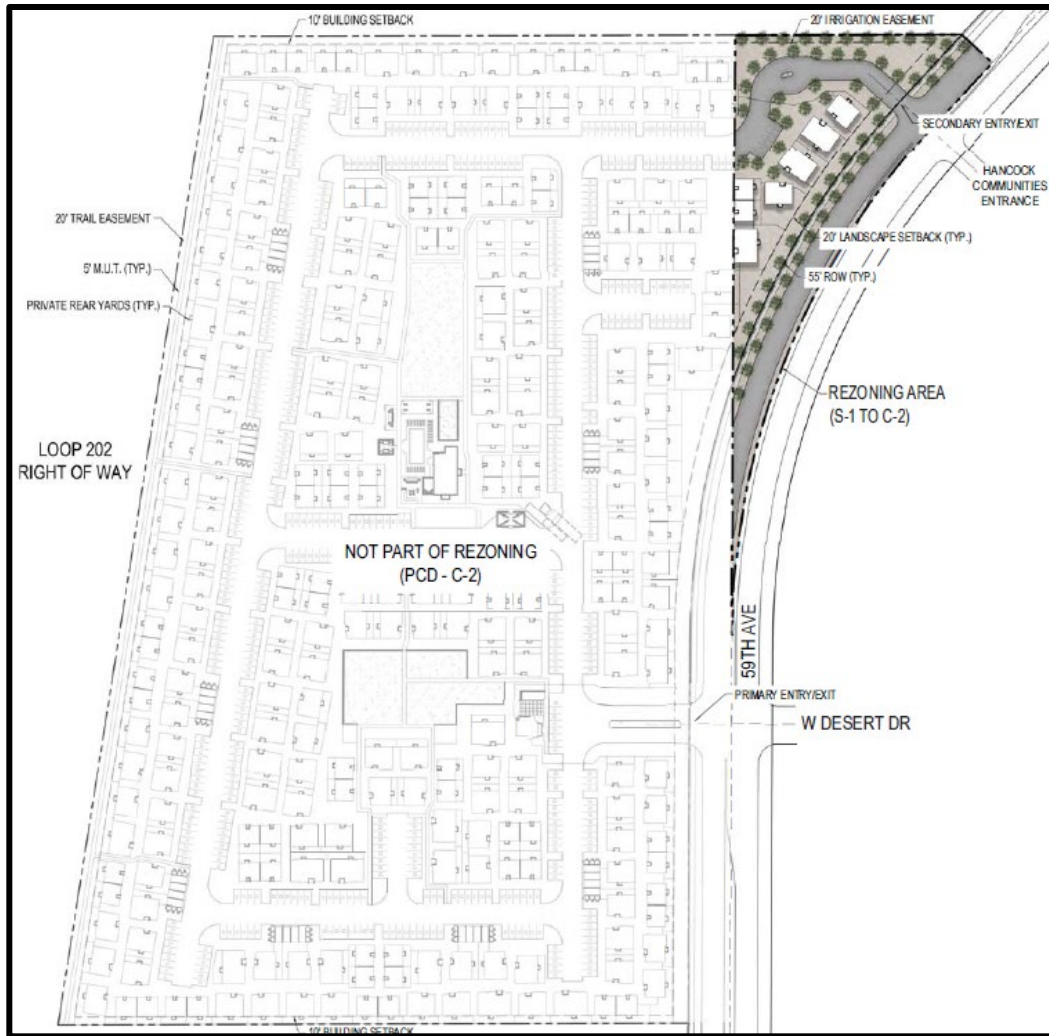 10' BUILDING SETBACK
20' IRRIGATION EASEMENT
SECONDARY ENTRY/EXIT
HANCOCK
COMMUNITIES
ENTRANCE
20' TRAIL EASEMENT
20' LANDSCAPE SETBACK (TYP.)
5' M.U.T. (TYP.)
55' ROW (TYP.)
PRIVATE REAR YARDS (TYP.)
REZONING AREA
(S-1 TO C-2)
LOOP 202
RIGHT OF WAY
NOT PART OF REZONING
(PCD - C-2)
59TH AVE
PRIMARY ENTRY/EXIT
W DESERT DR
10' BUILDING SETBACK